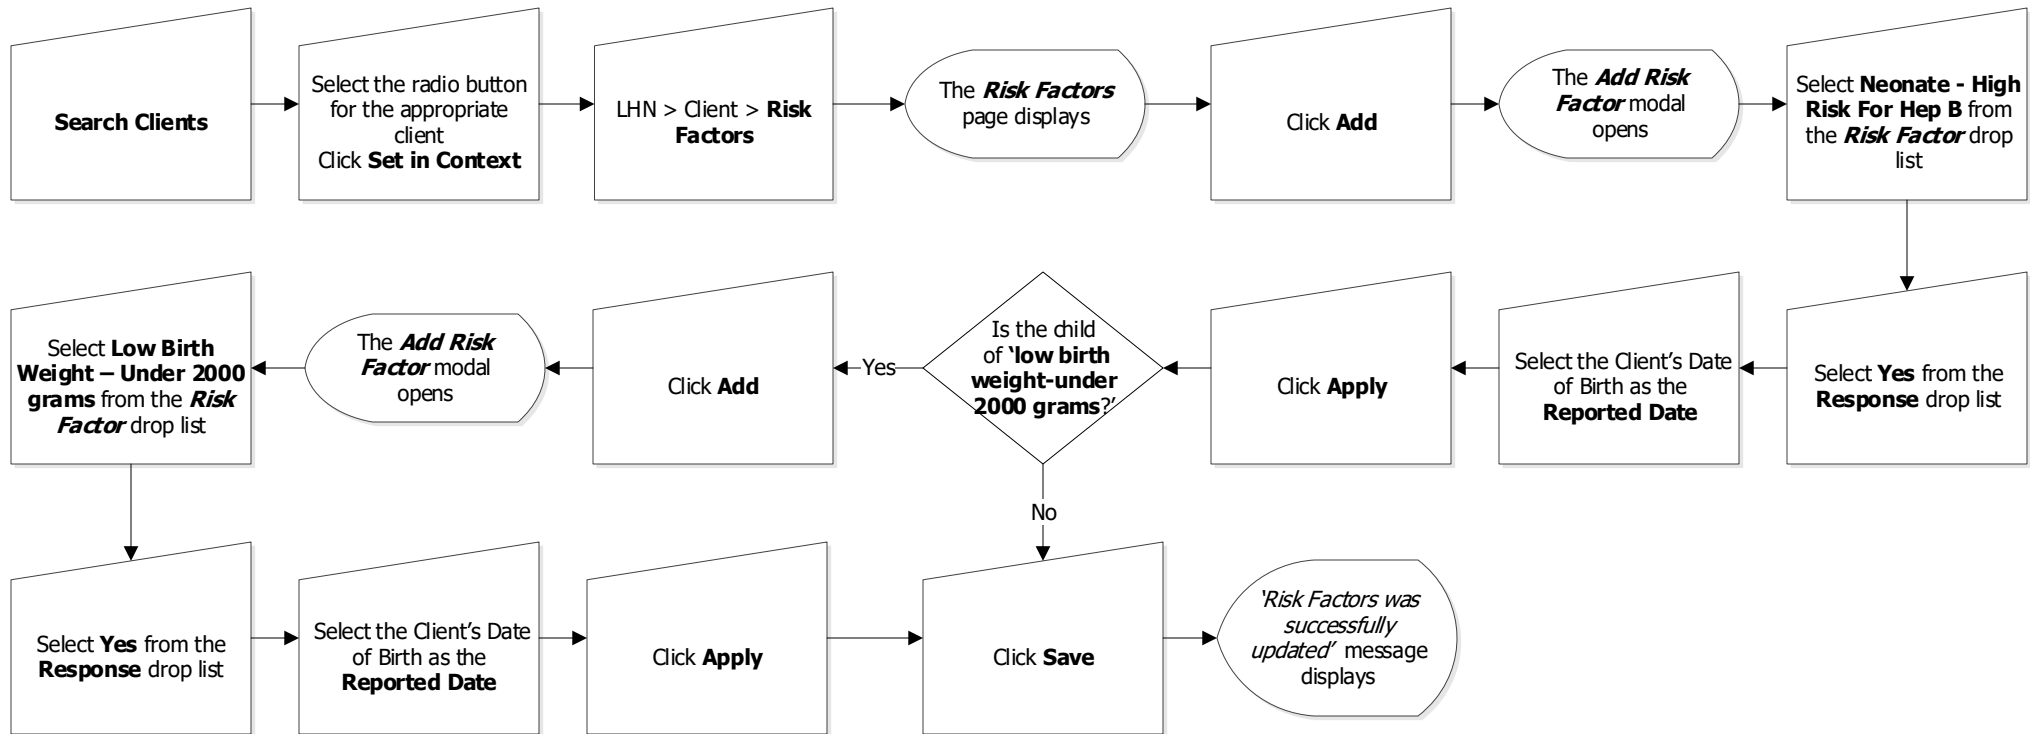 Search Clients
Select the radio button
for the appropriate
client
Click Set in Context
LHN > Client > Risk
Factors
The Risk Factors
page displays
Click Add
The Add Risk
Factor modal
opens
Select Neonate - High
Risk For Hep B from
the Risk Factor drop
list
Select Yes from the
Response drop list
Select the Client’s Date
of Birth as the
Reported Date
Click Apply
Is the child
of ‘low birth
weight-under
2000 grams?’
Yes
Click Add
The Add Risk
Factor modal
opens
Select Low Birth
Weight – Under 2000
grams from the Risk
Factor drop list
No
Select Yes from the
Response drop list
Select the Client’s Date
of Birth as the
Reported Date
Click Apply
Click Save
‘Risk Factors was
successfully
updated’ message
displays